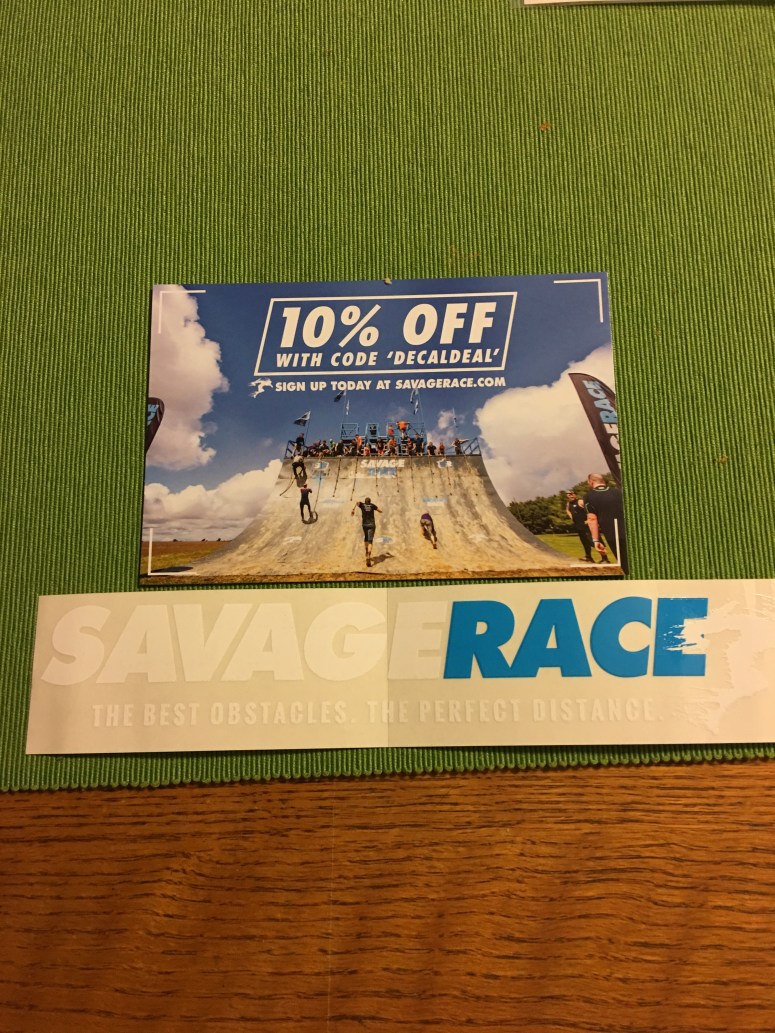 10% OFF
WITH CODE 'DECALDEAL'
SIGN UP TODAY AT SAVAGERACE.COM
SAVAGE
RACE
SAVAGERACE
THE BEST OBSTACLES. THE PERFECT DISTANCE.